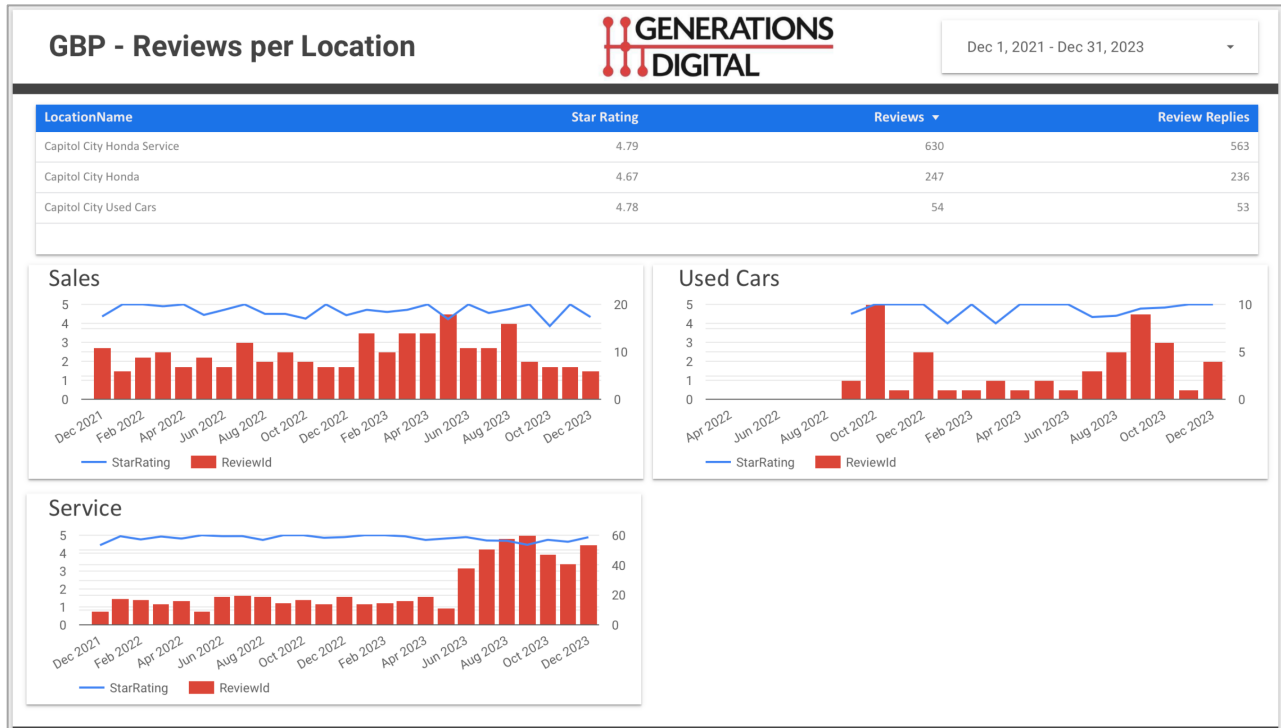 GBP - Reviews per Location
GENERATIONS
DIGITAL
Dec 1, 2021 - Dec 31, 2023
LocationName Star Rating Reviews Review Replies
Capitol City Honda Service 4.79 630 563
Capitol City Honda 4.67 247 236
Capitol City Used Cars 4.78 54 53
Sales
5 20
4
3
10
2
1
0 0
Dec 2021 Feb 2022 Apr 2022 Jun 2022 Aug 2022 Oct 2022 Dec 2022 Feb 2023 Apr 2023 Jun 2023 Aug 2023 Oct 2023 Dec 2023
StarRating ReviewId
Used Cars
5 10
4
3
5
2
1
0 0
Apr 2022 Jun 2022 Aug 2022 Oct 2022 Dec 2022 Feb 2023 Apr 2023 Jun 2023 Aug 2023 Oct 2023 Dec 2023
StarRating ReviewId
Service
5 60
4
40
3
2
20
1
0 0
Dec 2021 Feb 2022 Apr 2022 Jun 2022 Aug 2022 Oct 2022 Dec 2022 Feb 2023 Apr 2023 Jun 2023 Aug 2023 Oct 2023 Dec 2023
StarRating ReviewId